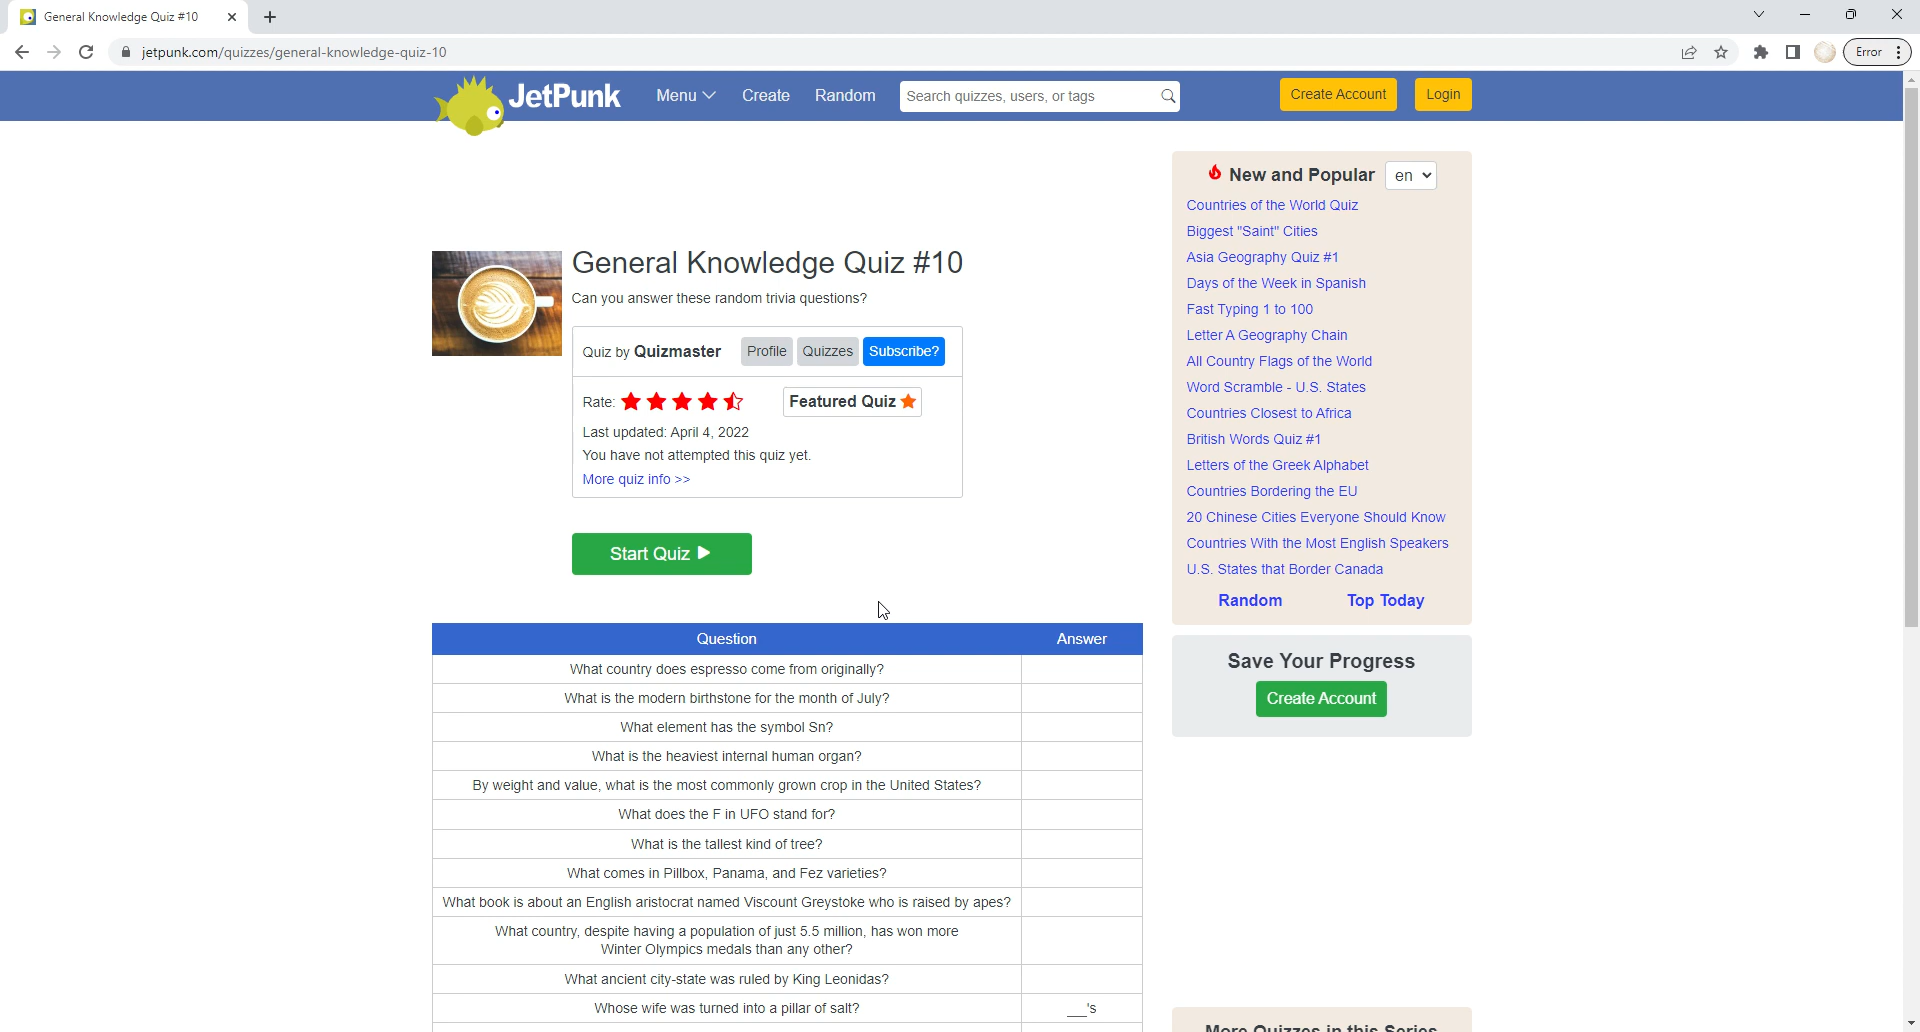 General Knowledge Quiz #10
jetpunk.com/quizzes/general-knowledge-quiz-10
Error
JetPunk
Menu
Create
Random
Search quizzes, users, or tags
Create Account
Login
General Knowledge Quiz #10
Can you answer these random trivia questions?
Quiz by Quizmaster
Profile
Quizzes
Subscribe?
Rate:
Featured Quiz
Last updated: April 4, 2022
You have not attempted this quiz yet.
More quiz info >>
Start Quiz
Question
Answer
What country does espresso come from originally?
What is the modern birthstone for the month of July?
What element has the symbol Sn?
What is the heaviest internal human organ?
By weight and value, what is the most commonly grown crop in the United States?
What does the F in UFO stand for?
What is the tallest kind of tree?
What comes in Pillbox, Panama, and Fez varieties?
What book is about an English aristocrat named Viscount Greystoke who is raised by apes?
What country, despite having a population of just 5.5 million, has won more
Winter Olympics medals than any other?
What ancient city-state was ruled by King Leonidas?
Whose wife was turned into a pillar of salt?
___'s
New and Popular
en
Countries of the World Quiz
Biggest "Saint" Cities
Asia Geography Quiz #1
Days of the Week in Spanish
Fast Typing 1 to 100
Letter A Geography Chain
All Country Flags of the World
Word Scramble - U.S. States
Countries Closest to Africa
British Words Quiz #1
Letters of the Greek Alphabet
Countries Bordering the EU
20 Chinese Cities Everyone Should Know
Countries With the Most English Speakers
U.S. States that Border Canada
Random
Top Today
Save Your Progress
Create Account
More Quizzes in this Series